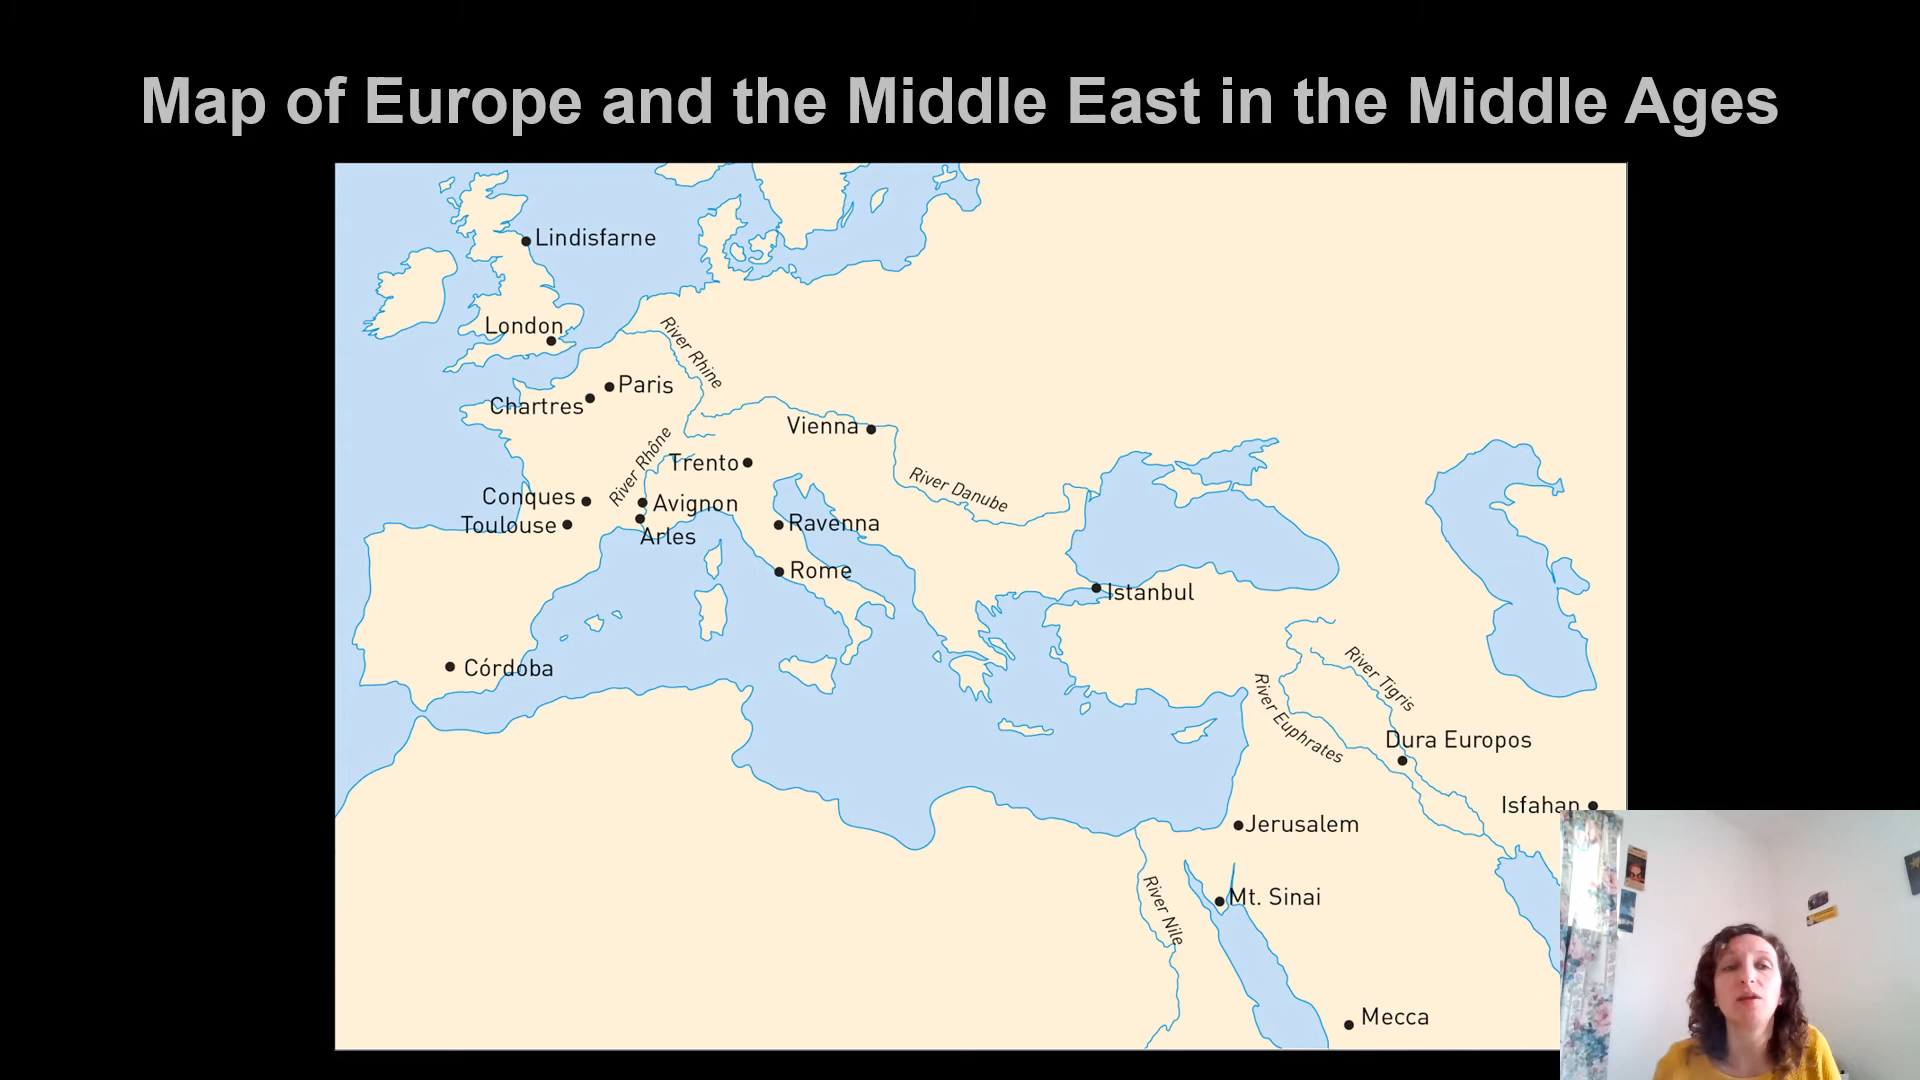 Map of Europe and the Middle East in the Middle Ages
Lindisfarne
London
River Rhine
Paris
Chartres
Vienna
River Rhône
Trento
River Danube
Conques
Avignon
Toulouse
Ravenna
Arles
Rome
Istanbul
Córdoba
River Tigris
River Euphrates
Dura Europos
Isfahan
Jerusalem
River Nile
Mt. Sinai
Mecca